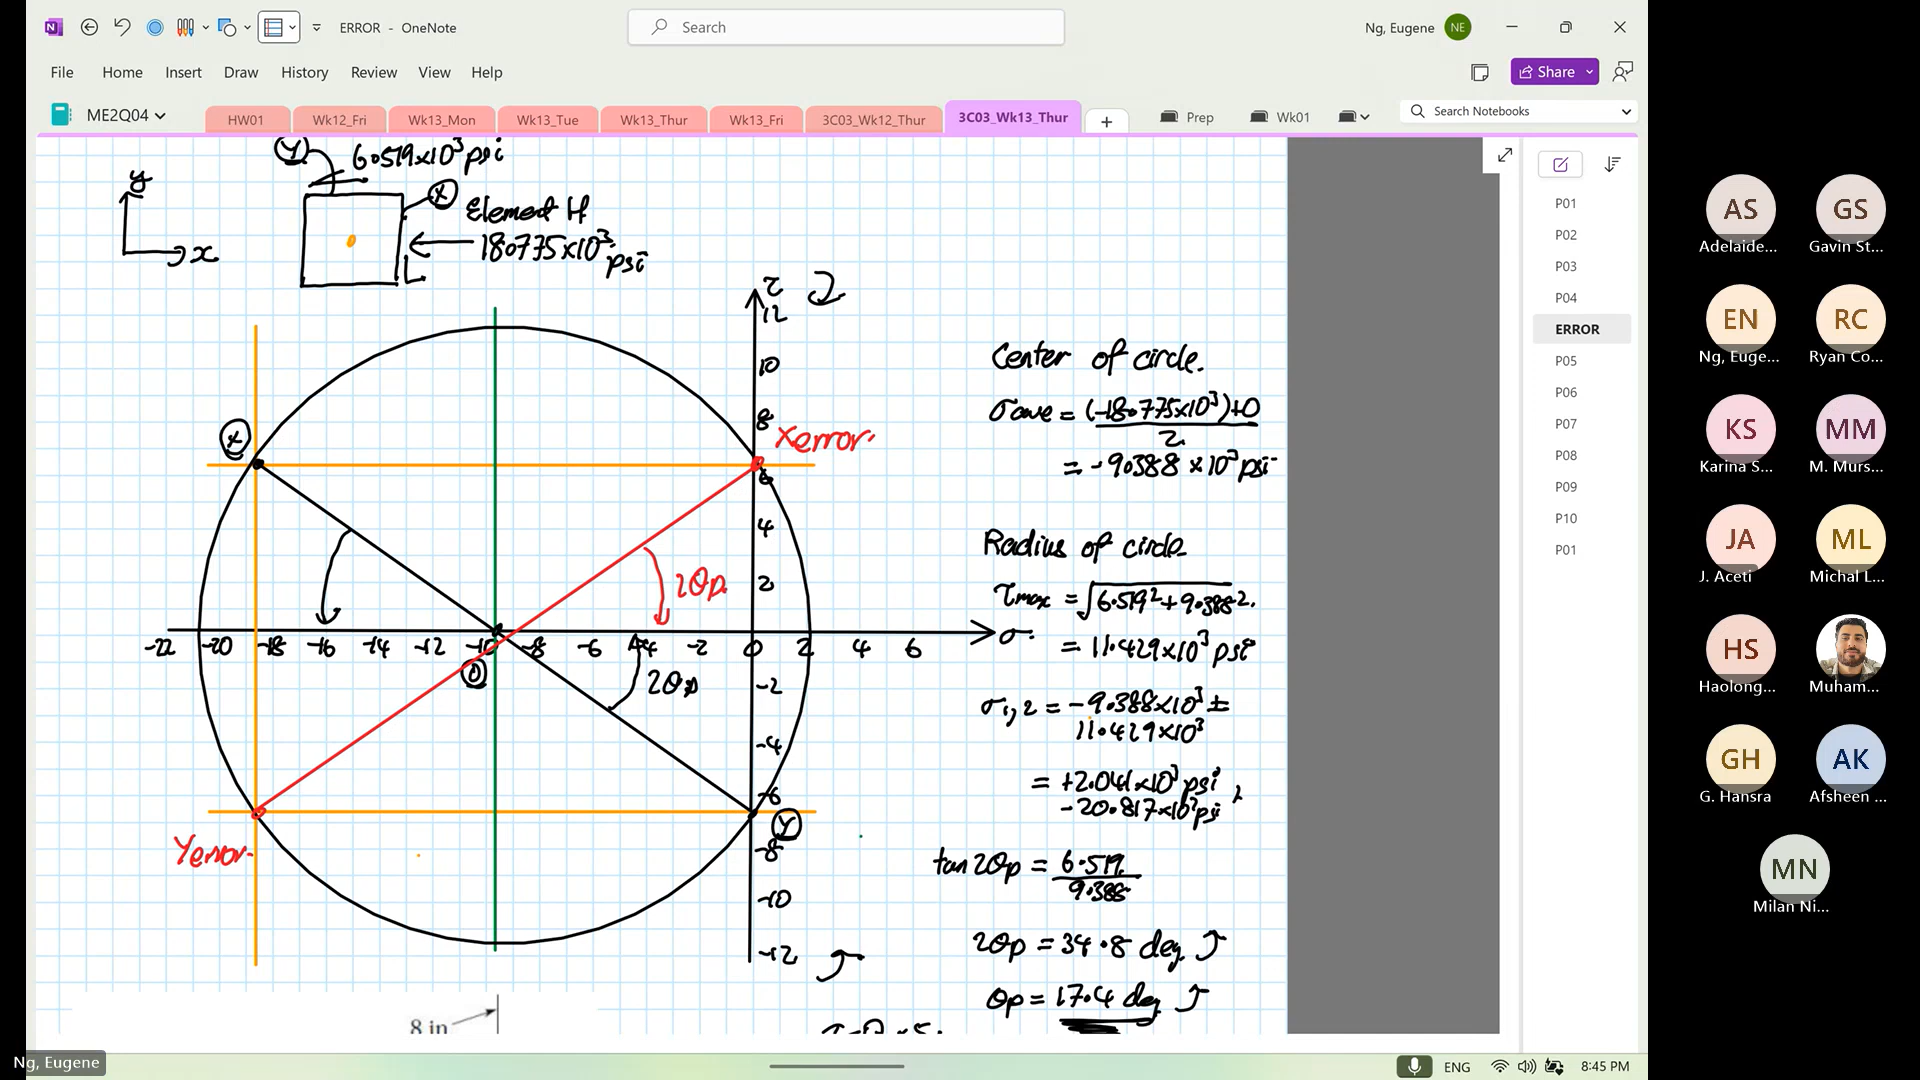 ERROR - OneNote
Search
Ng, Eugene
NE
File Home Insert Draw History Review View Help
Share
ME2Q04
HW01
Wk12_Fri
Wk13_Mon
Wk13_Tue
Wk13_Thur
Wk13_Fri
3C03_Wk12_Thur
3C03_Wk13_Thur
+
Prep
Wk01
Search Notebooks
P01
P02
P03
P04
ERROR
P05
P06
P07
P08
P09
P10
P01
Y 6.519x10³ psi
X
Element H
18.775x10³ psi
y
x
τ
12
10
8
6
4
2
-2
-4
-6
-8
-10
-12
-22 -20 -18 -16 -14 -12 -10 -8 -6 -4 -2 0 2 4 6
σ
X
Xerror
2θp
O
2θp
Y
Yerror
Center of circle.
σave = (-18.775x10³)+0
2
= -9.388 x10³ psi
Radius of circle
τmax = √6.519²+9.388².
= 11.429x10³ psi
σ1,2 = -9.388x10³ ±
11.429x10³
= +2.041x10³ psi,
-20.817x10³ psi
tan 2θp = 6.519
9.388
2θp = 34.8 deg
θp = 17.4 deg
8 in
AS
Adelaide...
GS
Gavin St...
EN
Ng, Euge...
RC
Ryan Co...
KS
Karina S...
MM
M. Murs...
JA
J. Aceti
ML
Michal L...
HS
Haolong...
Muham...
GH
G. Hansra
AK
Afsheen ...
MN
Milan Ni...
Ng, Eugene
ENG
8:45 PM